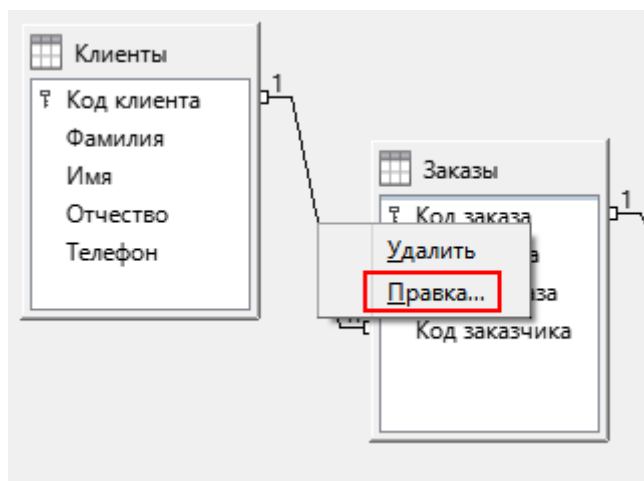 Клиенты
Код клиента
Фамилия
Имя
Отчество
Телефон
1
Заказы
Код заказа
Код заказчика
1
Удалить
Правка...